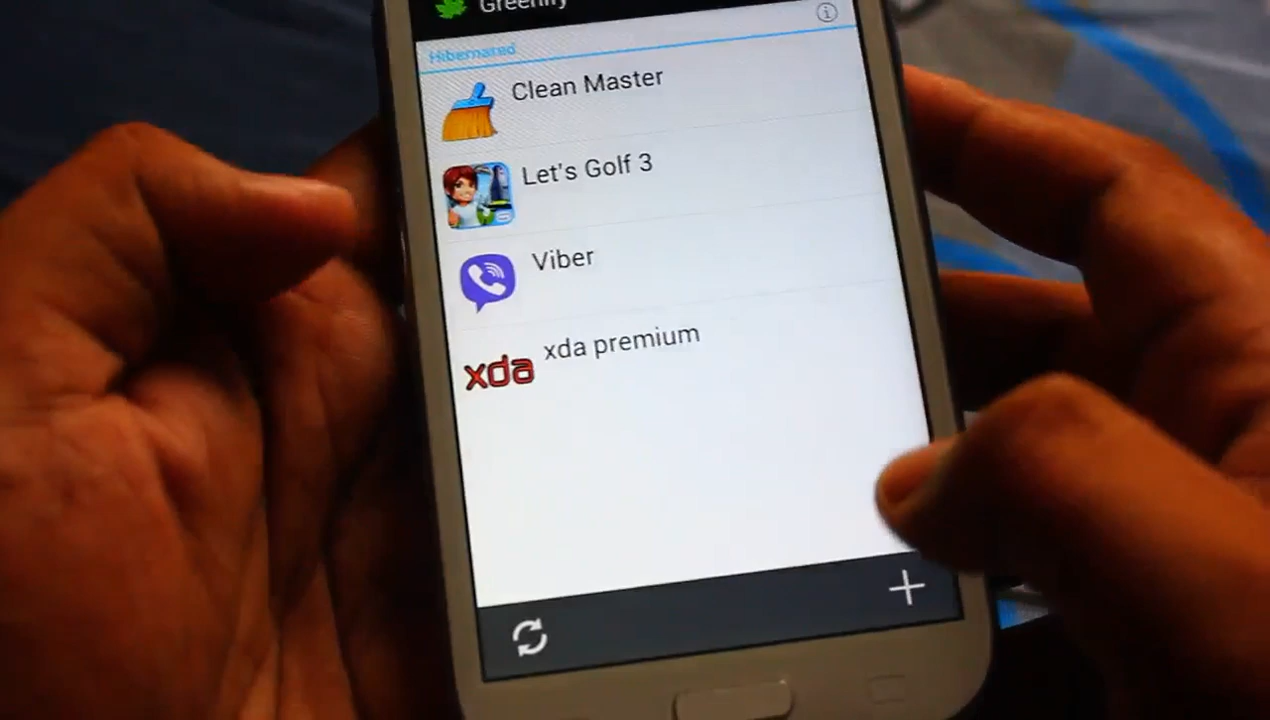 Greenify
Hibernated
Clean Master
Let's Golf 3
Viber
xda premium
xda